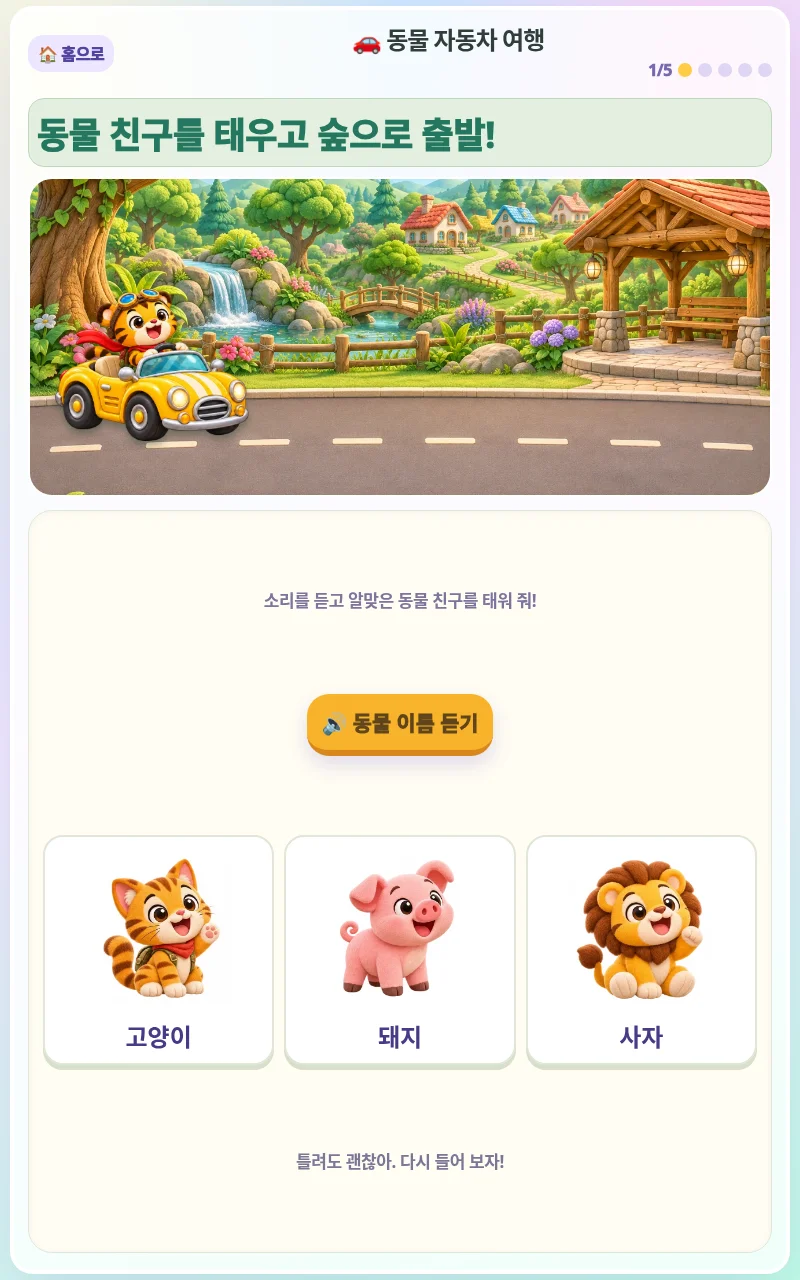 🏠 홈으로
🚗 동물 자동차 여행
1/5
동물 친구를 태우고 숲으로 출발!
소리를 듣고 알맞은 동물 친구를 태워 줘!
🔊 동물 이름 듣기
고양이
돼지
사자
틀려도 괜찮아. 다시 들어 보자!